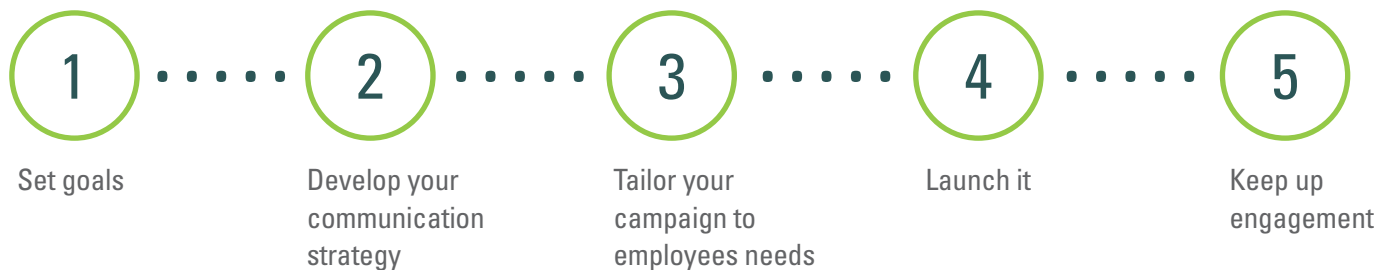 1
2
3
4
5
Set goals
Develop your
communication
strategy
Tailor your
campaign to
employees needs
Launch it
Keep up
engagement